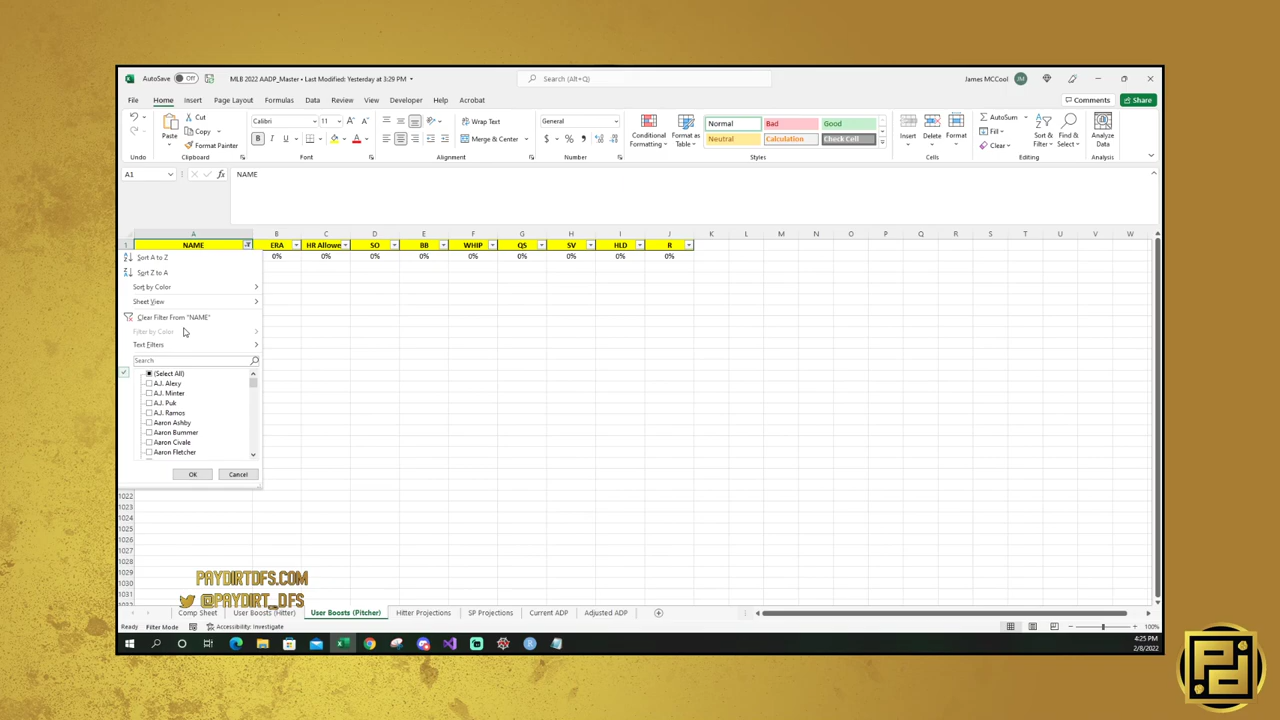 AutoSave Off MLB 2022 AADP_Master • Last Modified: Yesterday at 3:29 PM Search (Alt+Q) James MCCool JM
File Home Insert Page Layout Formulas Data Review View Developer Help Acrobat Comments Share
Cut
Copy
Format Painter
Paste
Calibri 11
B I U
Wrap Text
Merge & Center
General
$ % ,
Conditional Formatting
Format as Table
Normal Bad Good
Neutral Calculation Check Cell
Insert Delete Format
AutoSum
Fill
Clear
Sort & Filter
Find & Select
Analyze Data
Undo Clipboard Font Alignment Number Styles Cells Editing Analysis
A1 fx NAME
A B C D E F G H I J K L M N O P Q R S T U V W
1 NAME ERA HR Allowe SO BB WHIP QS SV HLD R
0% 0% 0% 0% 0% 0% 0% 0% 0%
Sort A to Z
Sort Z to A
Sort by Color
Sheet View
Clear Filter From "NAME"
Filter by Color
Text Filters
Search
(Select All)
A.J. Alexy
A.J. Minter
A.J. Puk
A.J. Ramos
Aaron Ashby
Aaron Bummer
Aaron Civale
Aaron Fletcher
OK Cancel
1022
1023
1024
1025
1026
1027
1028
1029
1030
1031
PAYDIRTDFS.COM
@PAYDIRT_DFS
Comp Sheet User Boosts (Hitter) User Boosts (Pitcher) Hitter Projections SP Projections Current ADP Adjusted ADP
Ready Filter Mode Accessibility: Investigate 100%
4:25 PM
2/8/2022